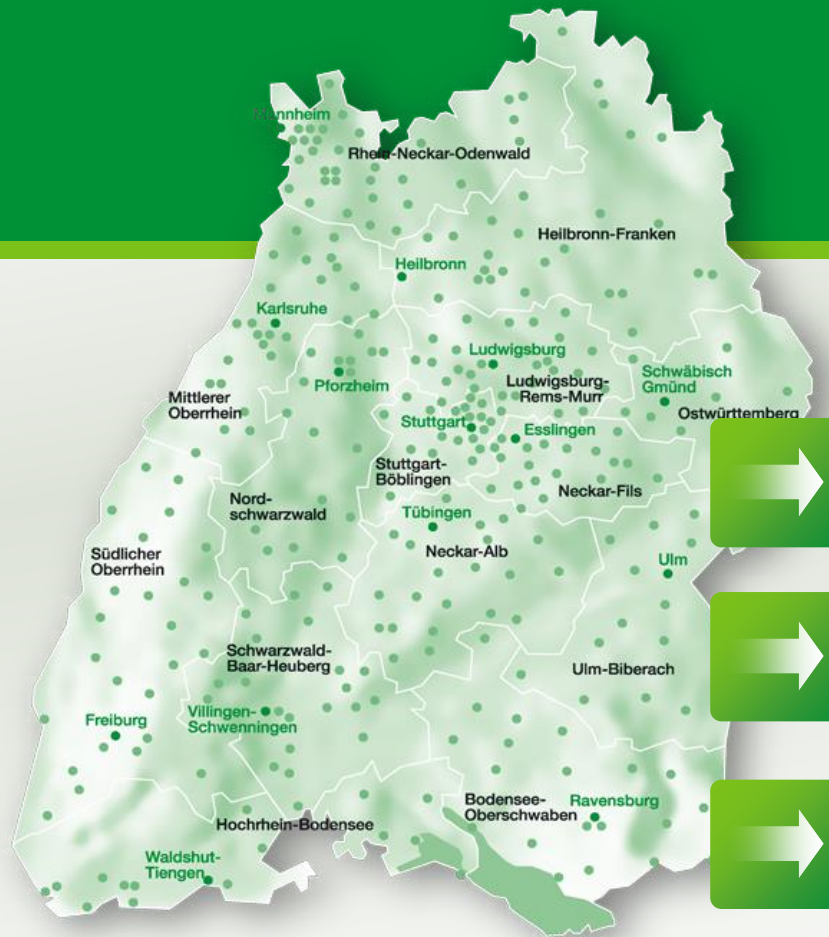 Mannheim
Rhein-Neckar-Odenwald
Heilbronn-Franken
Heilbronn
Karlsruhe
Ludwigsburg
Schwäbisch
Gmünd
Pforzheim
Ludwigsburg-
Rems-Murr
Mittlerer
Oberrhein
Ostwürttemberg
Stuttgart
Esslingen
Stuttgart-
Böblingen
Neckar-Fils
Nord-
schwarzwald
Tübingen
Neckar-Alb
Südlicher
Oberrhein
Ulm
Schwarzwald-
Baar-Heuberg
Ulm-Biberach
Villingen-
Schwenningen
Freiburg
Bodensee-
Oberschwaben
Ravensburg
Hochrhein-Bodensee
Waldshut-
Tiengen